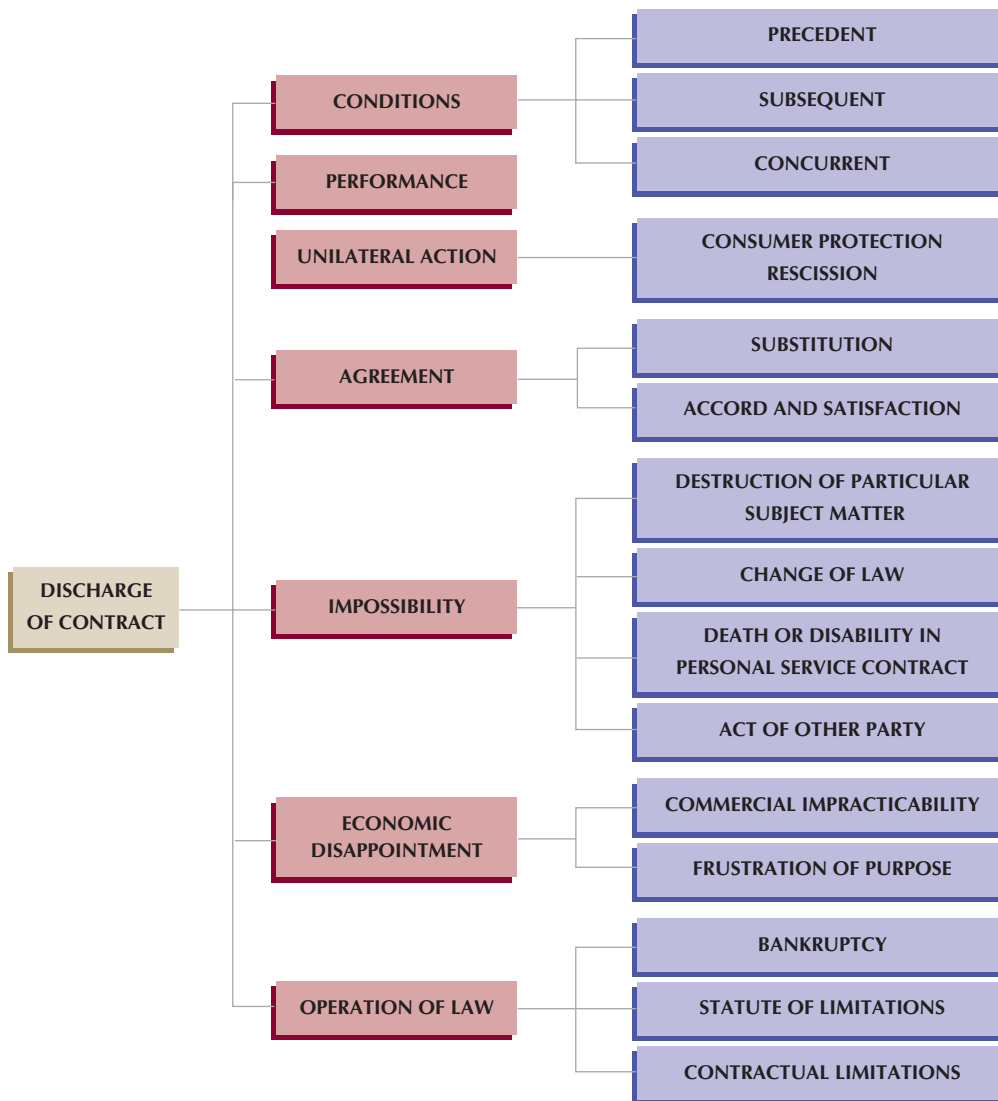 DISCHARGE
OF CONTRACT
CONDITIONS
PRECEDENT
SUBSEQUENT
CONCURRENT
PERFORMANCE
UNILATERAL ACTION
CONSUMER PROTECTION
RESCISSION
AGREEMENT
SUBSTITUTION
ACCORD AND SATISFACTION
IMPOSSIBILITY
DESTRUCTION OF PARTICULAR
SUBJECT MATTER
CHANGE OF LAW
DEATH OR DISABILITY IN
PERSONAL SERVICE CONTRACT
ACT OF OTHER PARTY
ECONOMIC
DISAPPOINTMENT
COMMERCIAL IMPRACTICABILITY
FRUSTRATION OF PURPOSE
OPERATION OF LAW
BANKRUPTCY
STATUTE OF LIMITATIONS
CONTRACTUAL LIMITATIONS